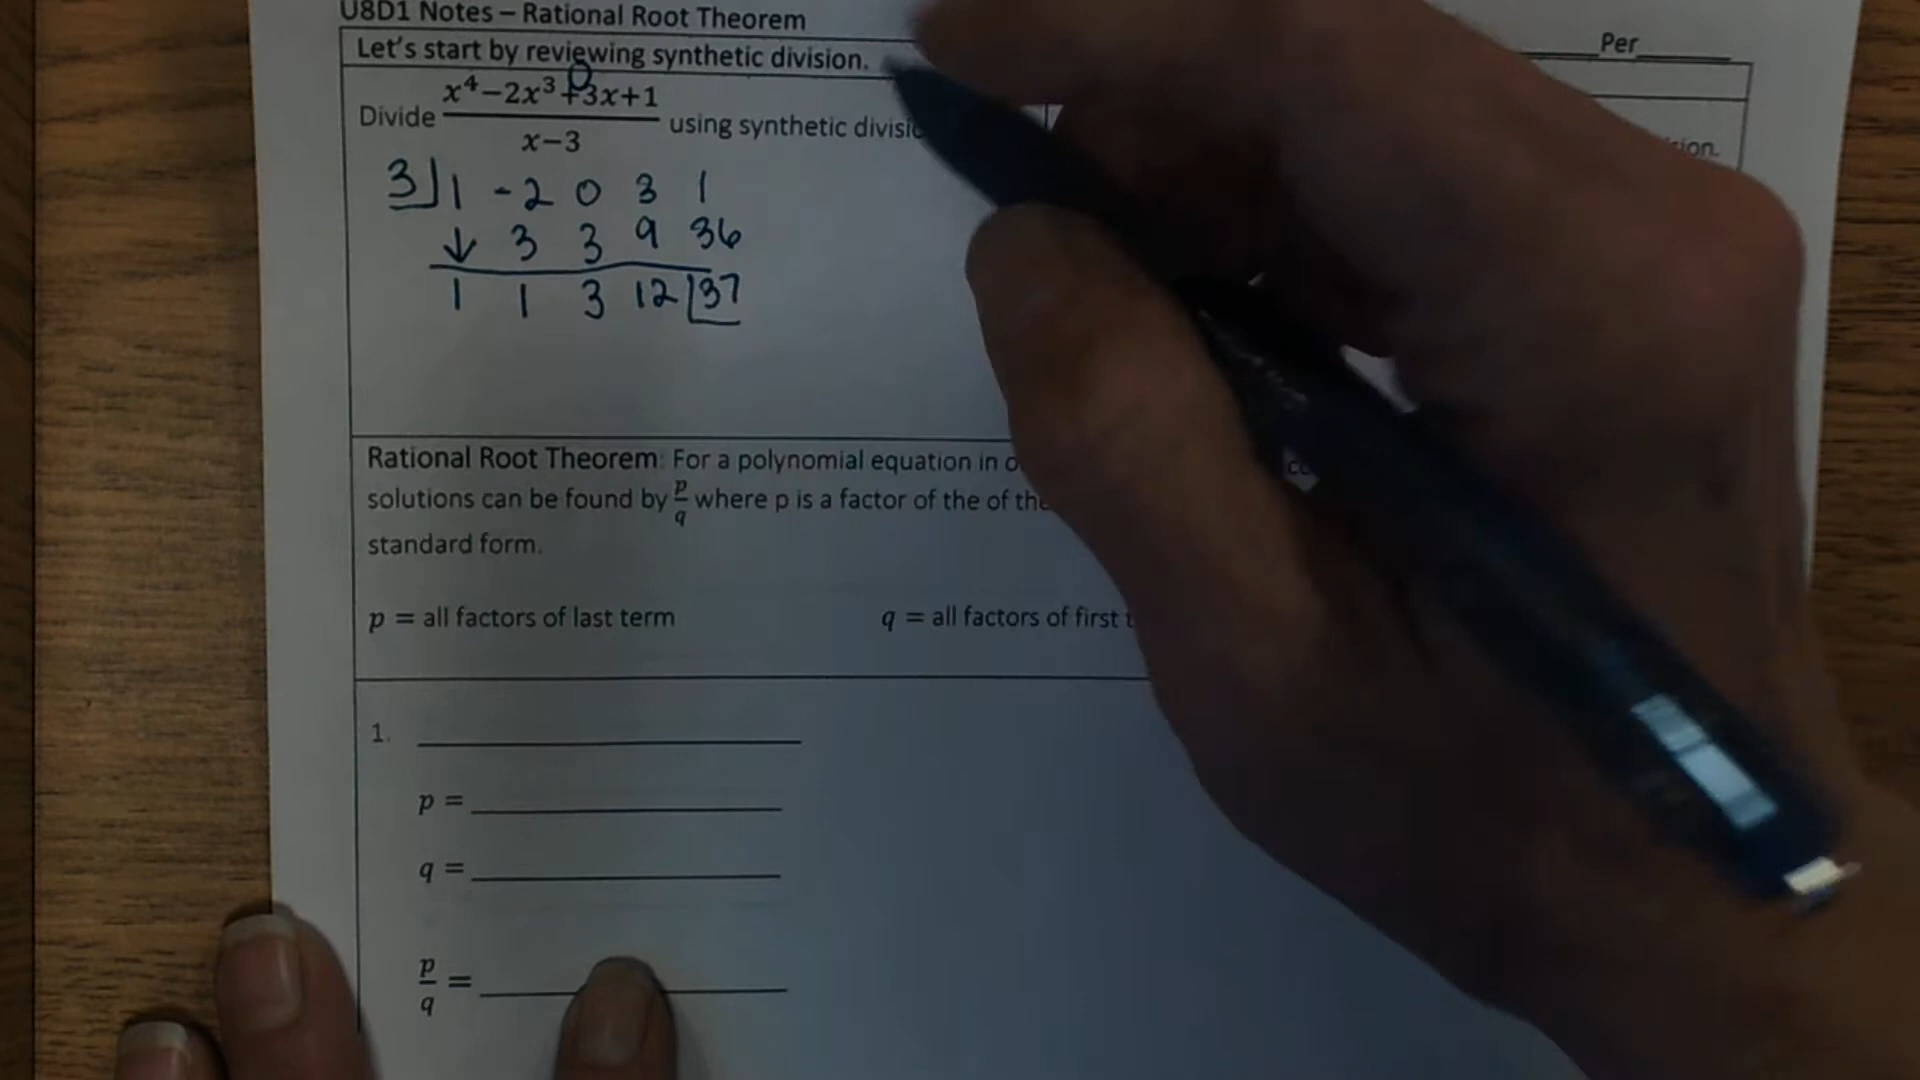 U8D1 Notes – Rational Root Theorem
Per
Let's start by reviewing synthetic division.
0
Divide x⁴−2x³+3x+1 / x−3 using synthetic
3 1 -2 0 3 1
↓ 3 3 9 36
1 1 3 12 37
Rational Root Theorem: For a polynomial equation in
solutions can be found by p/q where p is a factor of the of
standard form.
p = all factors of last term
q = all factors of first
1.
p =
q =
p/q =